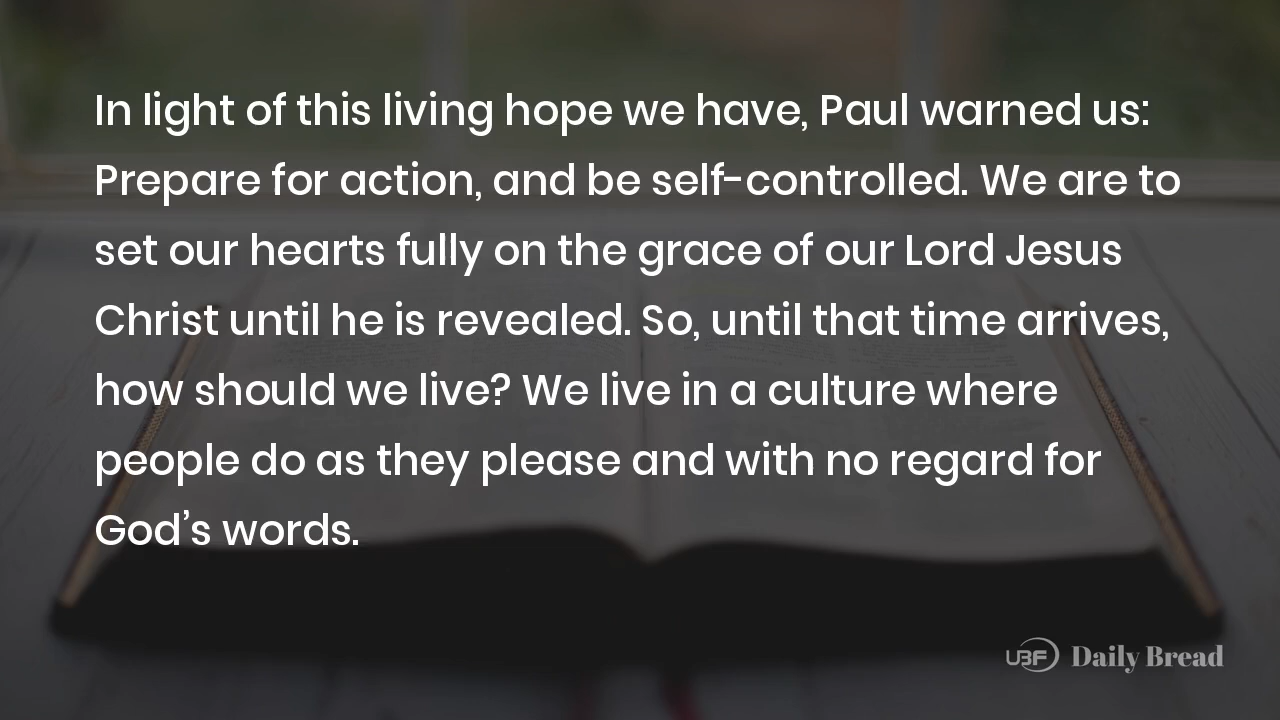 In light of this living hope we have, Paul warned us:
Prepare for action, and be self-controlled. We are to
set our hearts fully on the grace of our Lord Jesus
Christ until he is revealed. So, until that time arrives,
how should we live? We live in a culture where
people do as they please and with no regard for
God’s words.
UBF Daily Bread